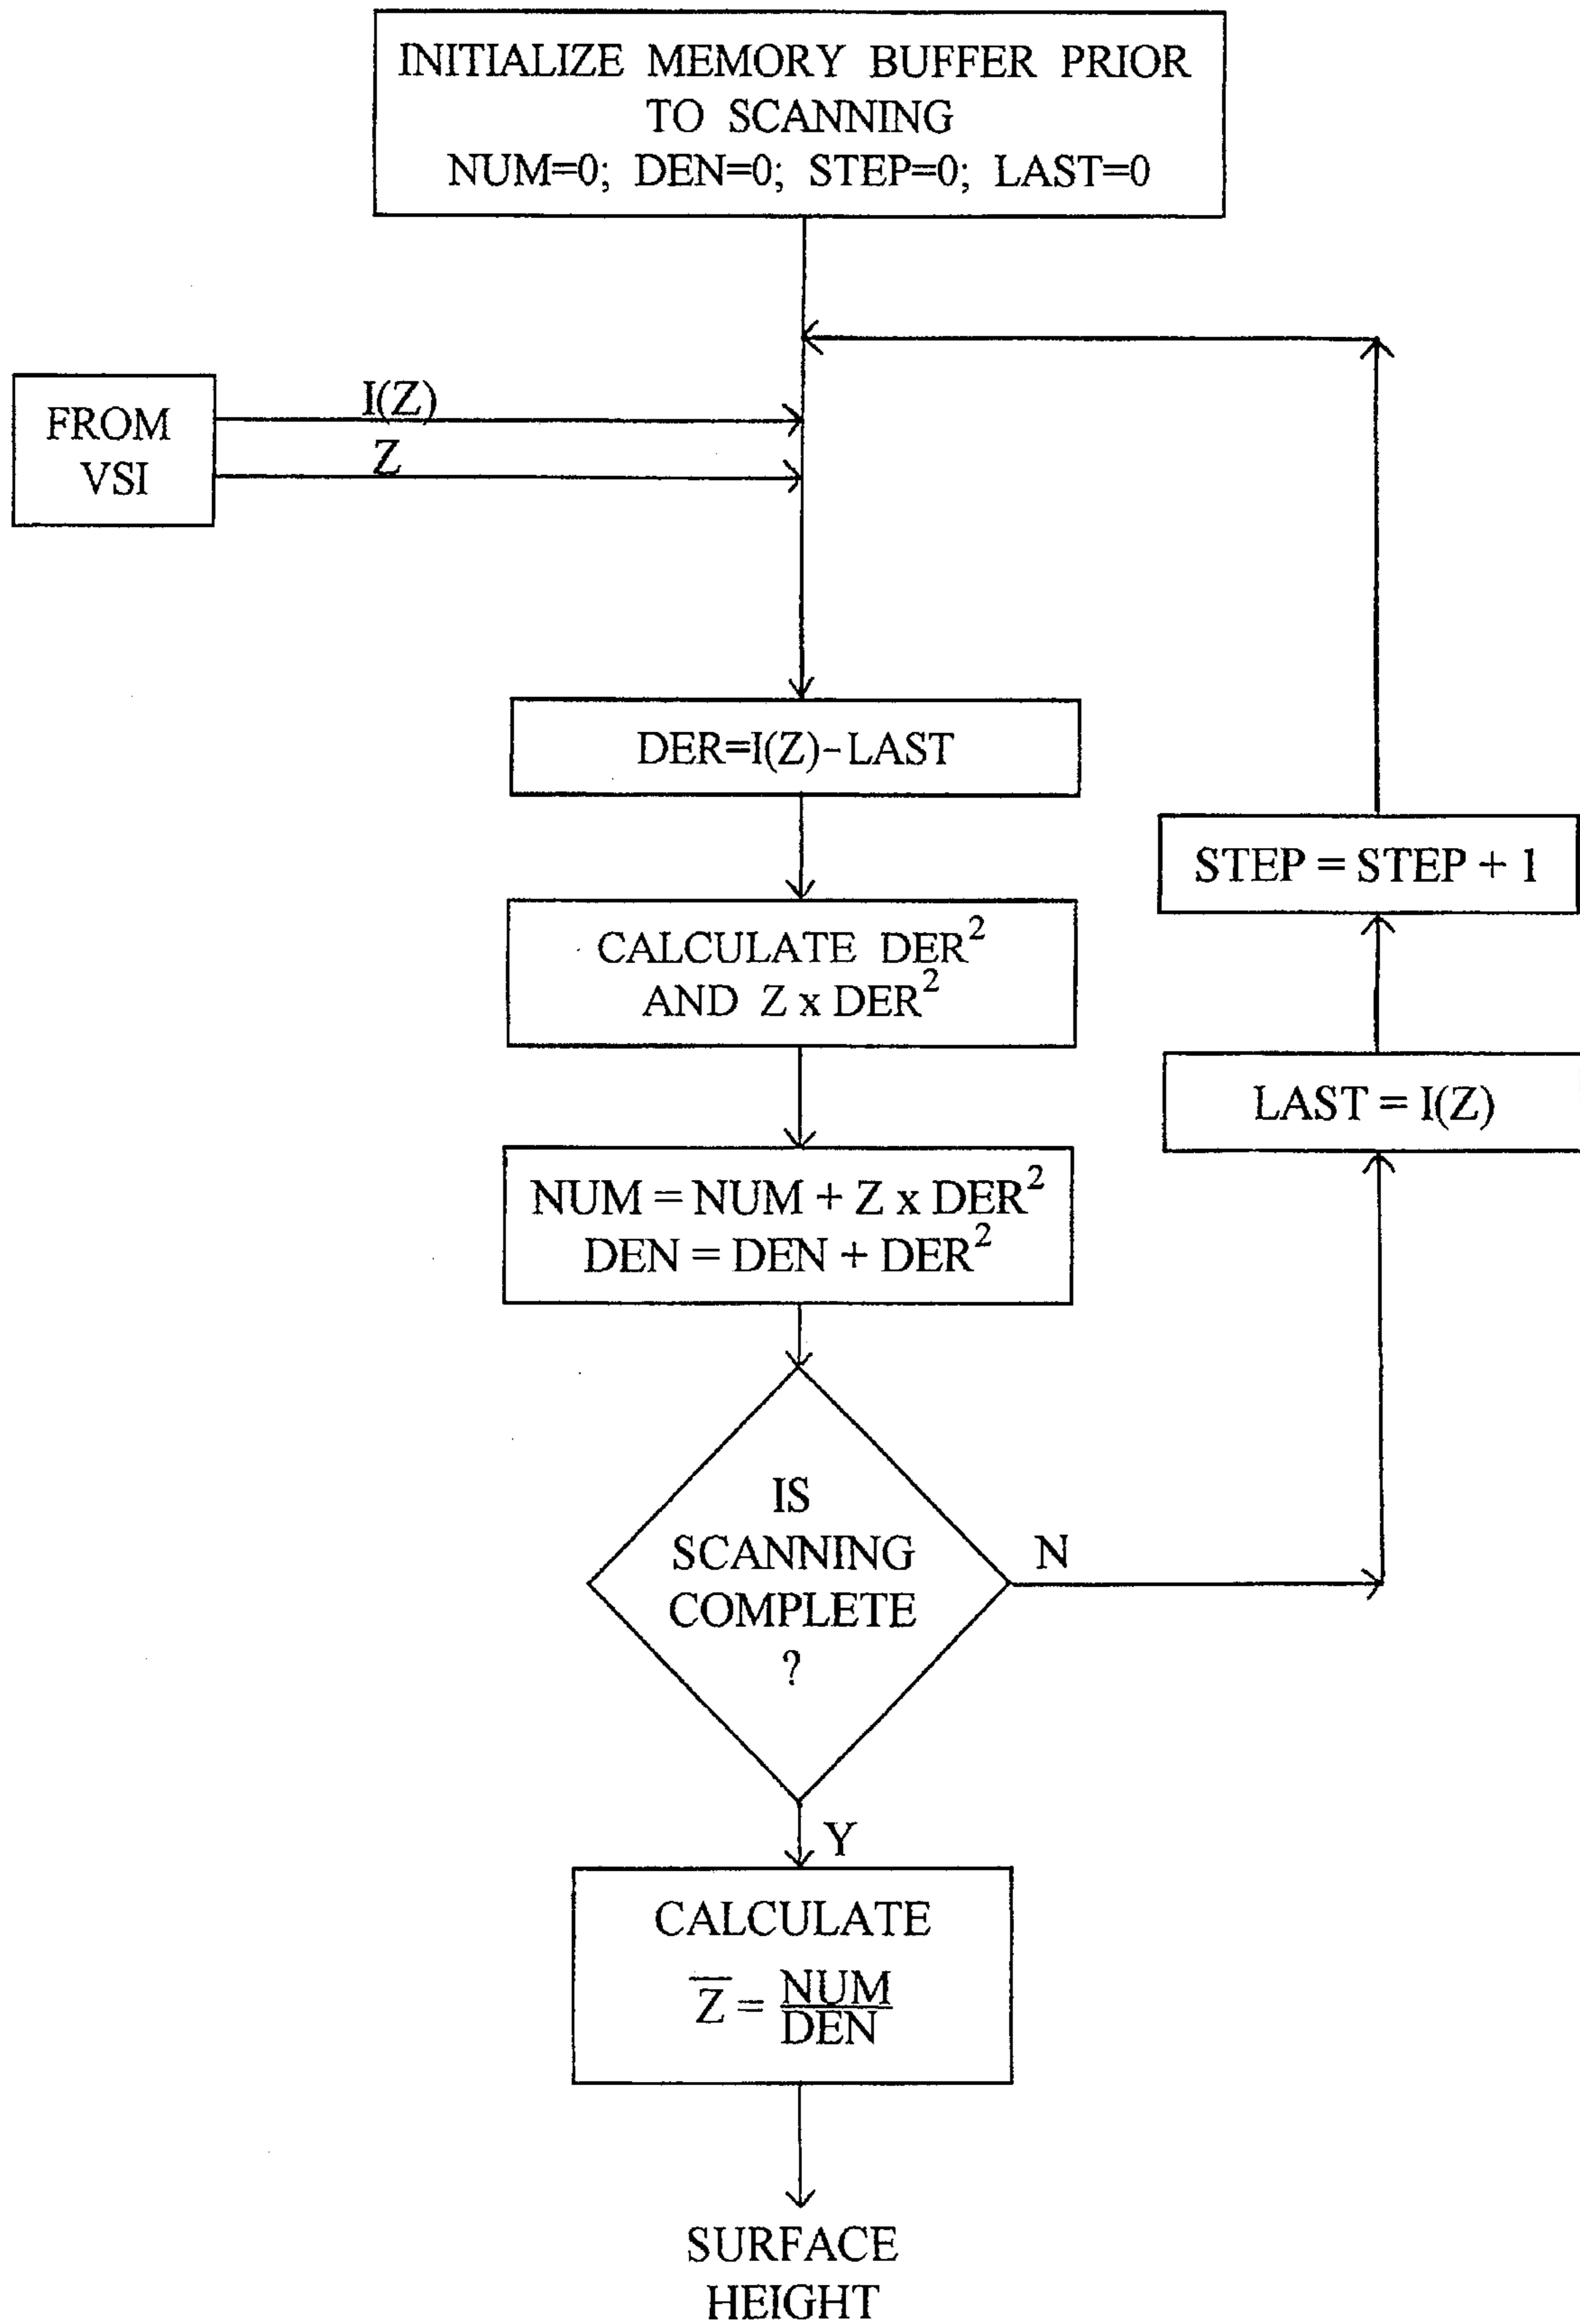 INITIALIZE MEMORY BUFFER PRIOR
TO SCANNING
NUM=0; DEN=0; STEP=0; LAST=0
I(Z)
FROM
VSI
Z
DER=I(Z)-LAST
STEP = STEP + 1
CALCULATE DER²
AND Z x DER²
LAST = I(Z)
NUM = NUM + Z x DER²
DEN = DEN + DER²
IS
SCANNING
COMPLETE
?
N
Y
CALCULATE
Z̅ = NUM
DEN
SURFACE
HEIGHT